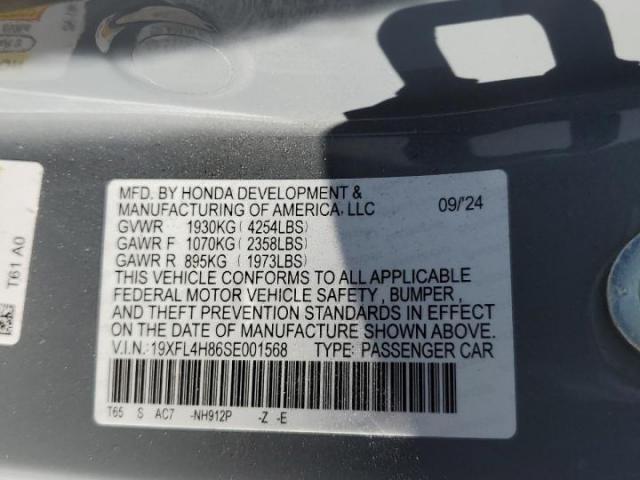 MFD. BY HONDA DEVELOPMENT &
MANUFACTURING OF AMERICA, LLC 09/'24
GVWR 1930KG ( 4254LBS)
GAWR F 1070KG ( 2358LBS)
GAWR R 895KG ( 1973LBS)
THIS VEHICLE CONFORMS TO ALL APPLICABLE
FEDERAL MOTOR VEHICLE SAFETY , BUMPER ,
AND THEFT PREVENTION STANDARDS IN EFFECT
ON THE DATE OF MANUFACTURE SHOWN ABOVE.
V.I.N.: 19XFL4H86SE001568 TYPE: PASSENGER CAR
T65 S AC7 -NH912P -Z -E
T61 A0